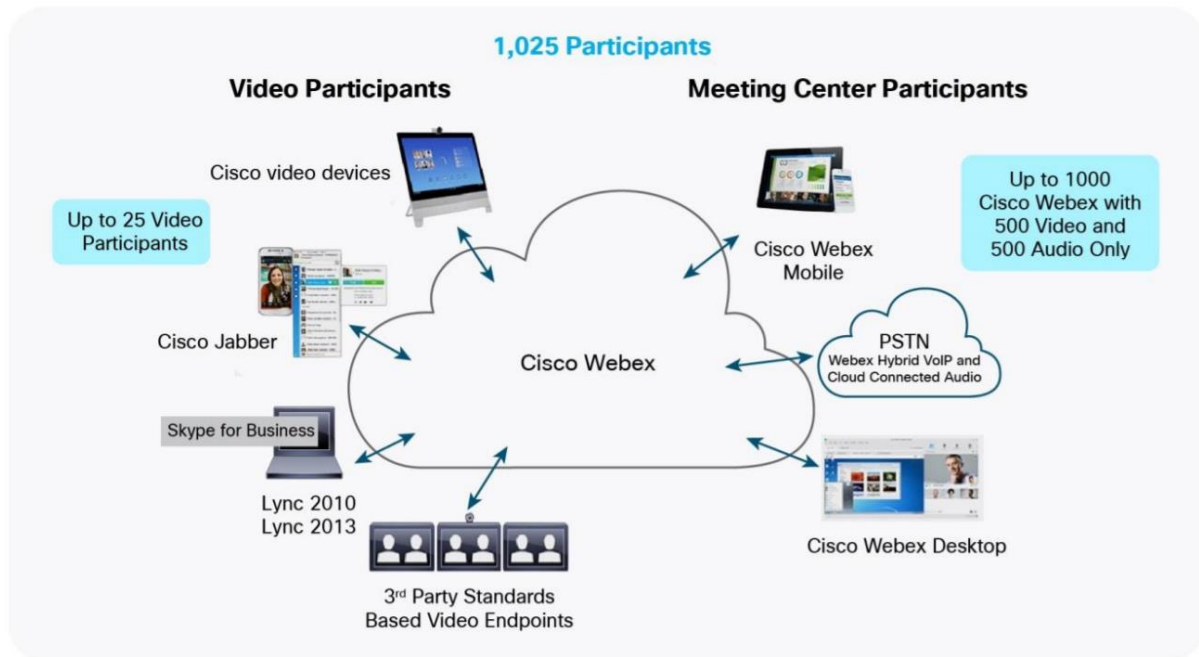 1,025 Participants
Video Participants
Meeting Center Participants
Cisco video devices
Up to 25 Video
Participants
Cisco Jabber
Skype for Business
Lync 2010
Lync 2013
3rd Party Standards
Based Video Endpoints
Cisco Webex
Cisco Webex
Mobile
Up to 1000
Cisco Webex with
500 Video and
500 Audio Only
PSTN
Webex Hybrid VoIP and
Cloud Connected Audio
Cisco Webex Desktop